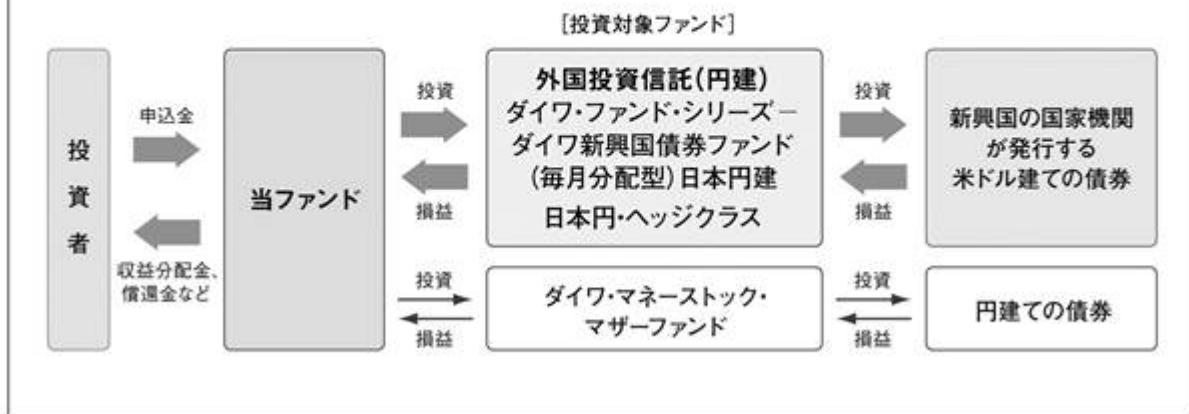 [投資対象ファンド]
投資者
申込金
収益分配金、
償還金など
当ファンド
投資
損益
外国投資信託(円建)
ダイワ・ファンド・シリーズ－
ダイワ新興国債券ファンド
(毎月分配型)日本円建
日本円・ヘッジクラス
投資
損益
新興国の国家機関
が発行する
米ドル建ての債券
投資
損益
ダイワ・マネーストック・
マザーファンド
投資
損益
円建ての債券